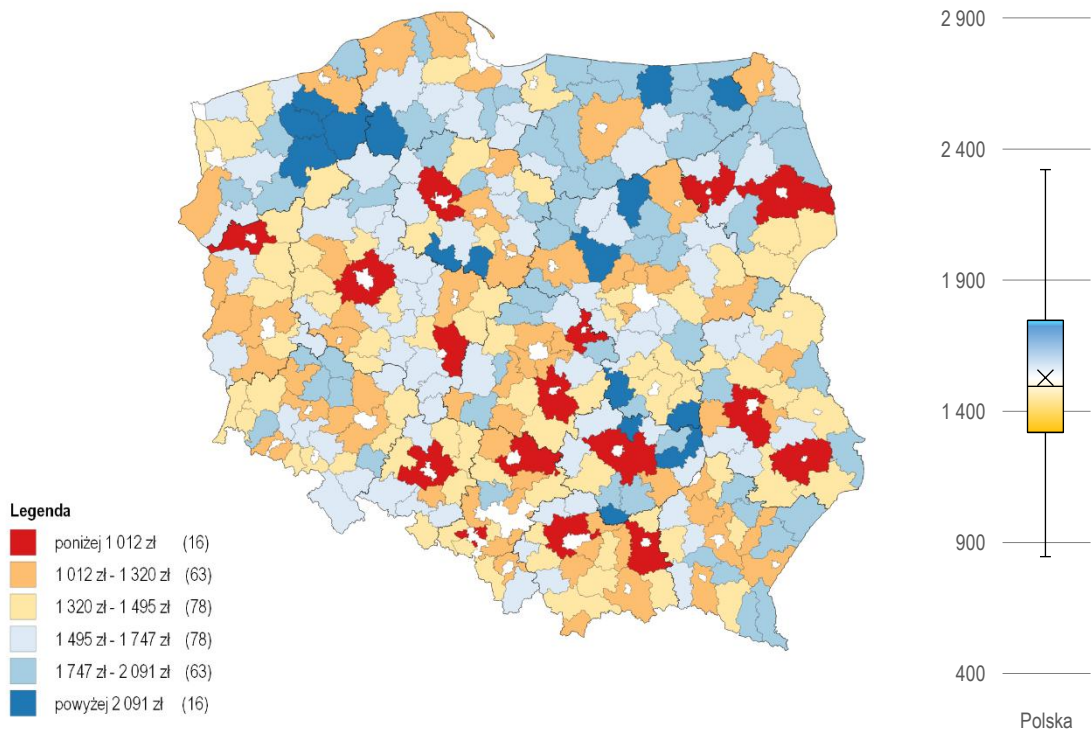 Legenda
poniżej 1 012 zł (16)
1 012 zł - 1 320 zł (63)
1 320 zł - 1 495 zł (78)
1 495 zł - 1 747 zł (78)
1 747 zł - 2 091 zł (63)
powyżej 2 091 zł (16)
2 900
2 400
1 900
1 400
900
400
Polska